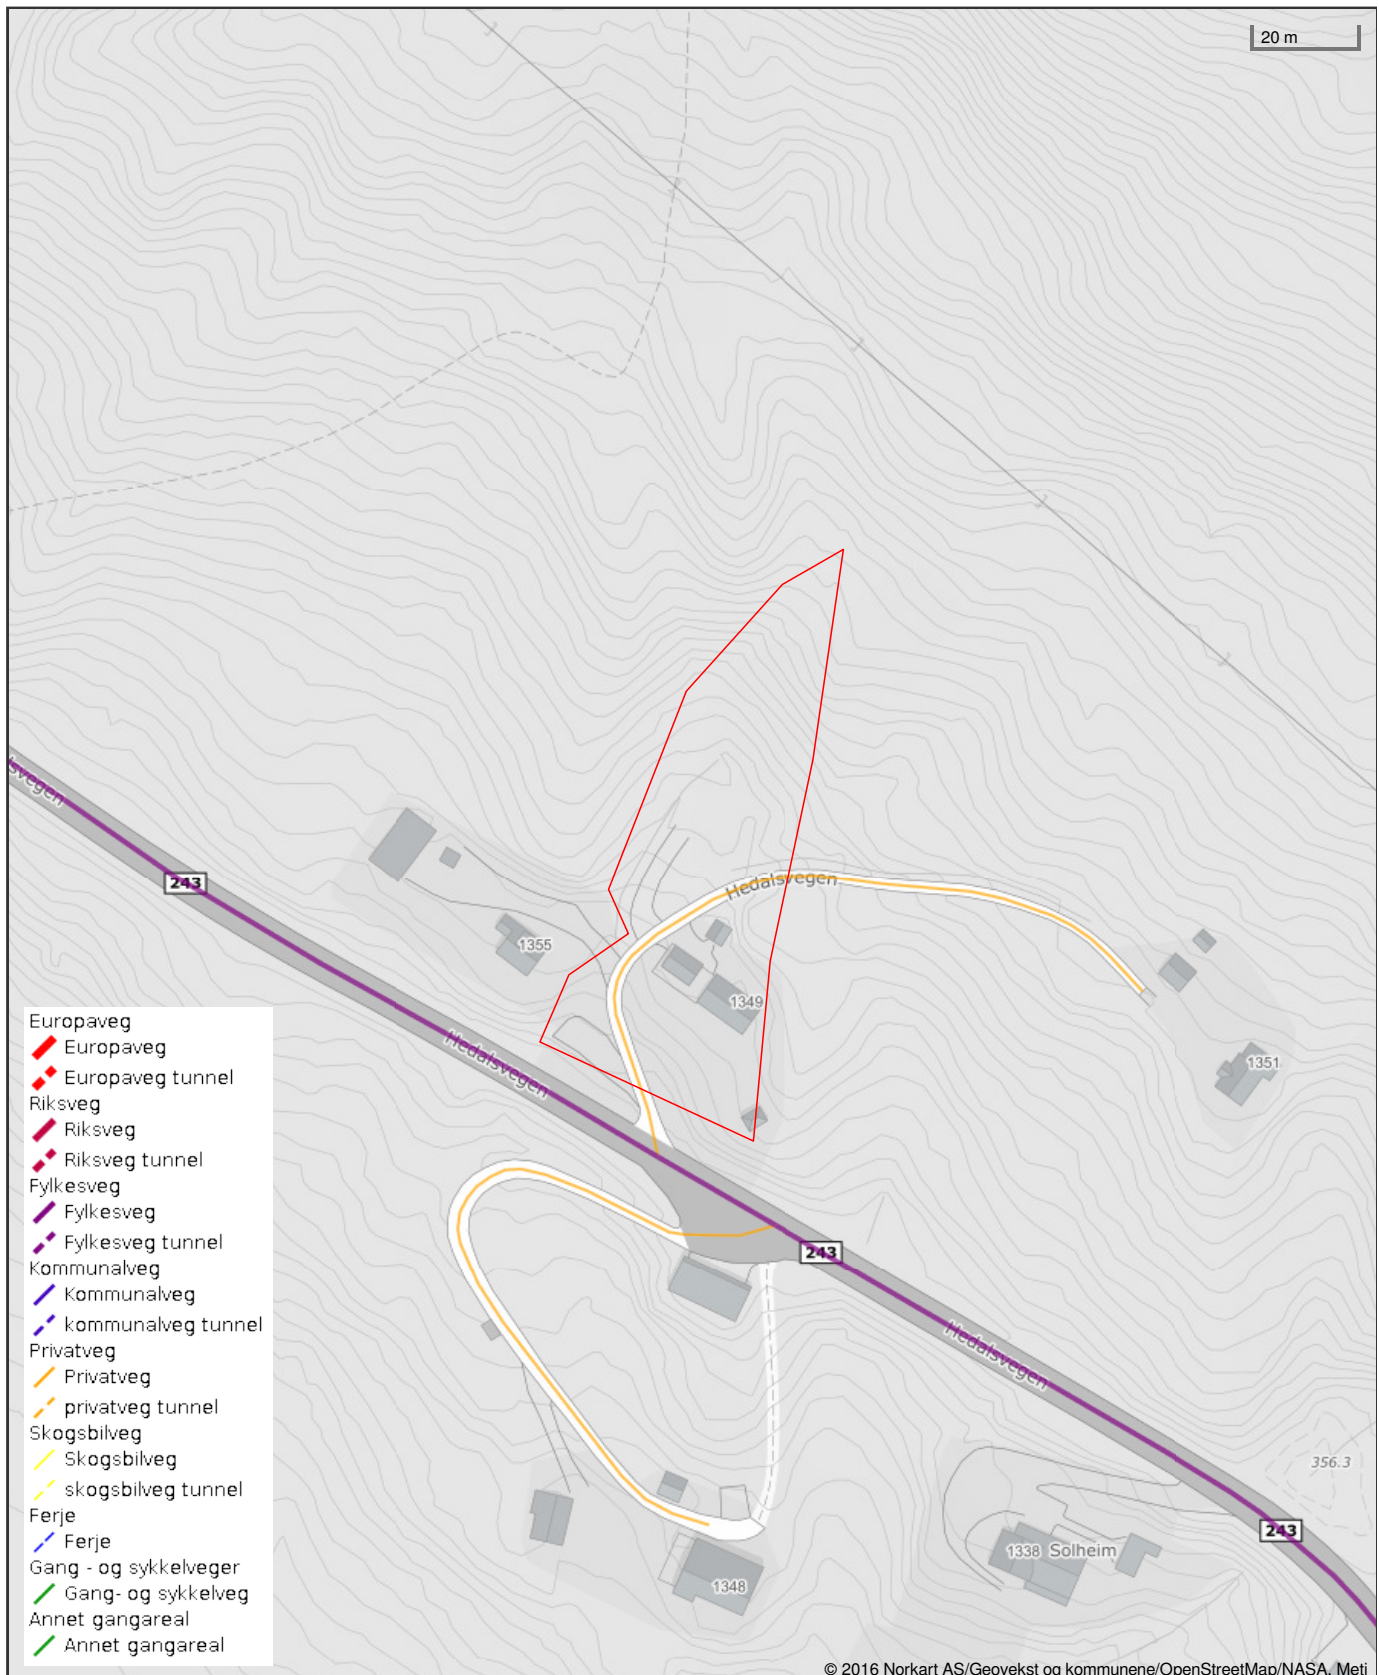 20 m
lsvegen
243
Hedalsvegen
1355
1349
Hedalsvegen
1351
243
Hedalsvegen
356.3
243
1338 Solheim
1348
Europaveg
Europaveg
Europaveg tunnel
Riksveg
Riksveg
Riksveg tunnel
Fylkesveg
Fylkesveg
Fylkesveg tunnel
Kommunalveg
Kommunalveg
kommunalveg tunnel
Privatveg
Privatveg
privatveg tunnel
Skogsbilveg
Skogsbilveg
skogsbilveg tunnel
Ferje
Ferje
Gang - og sykkelveger
Gang- og sykkelveg
Annet gangareal
Annet gangareal
© 2016 Norkart AS/Geovekst og kommunene/OpenStreetMap/NASA, Meti